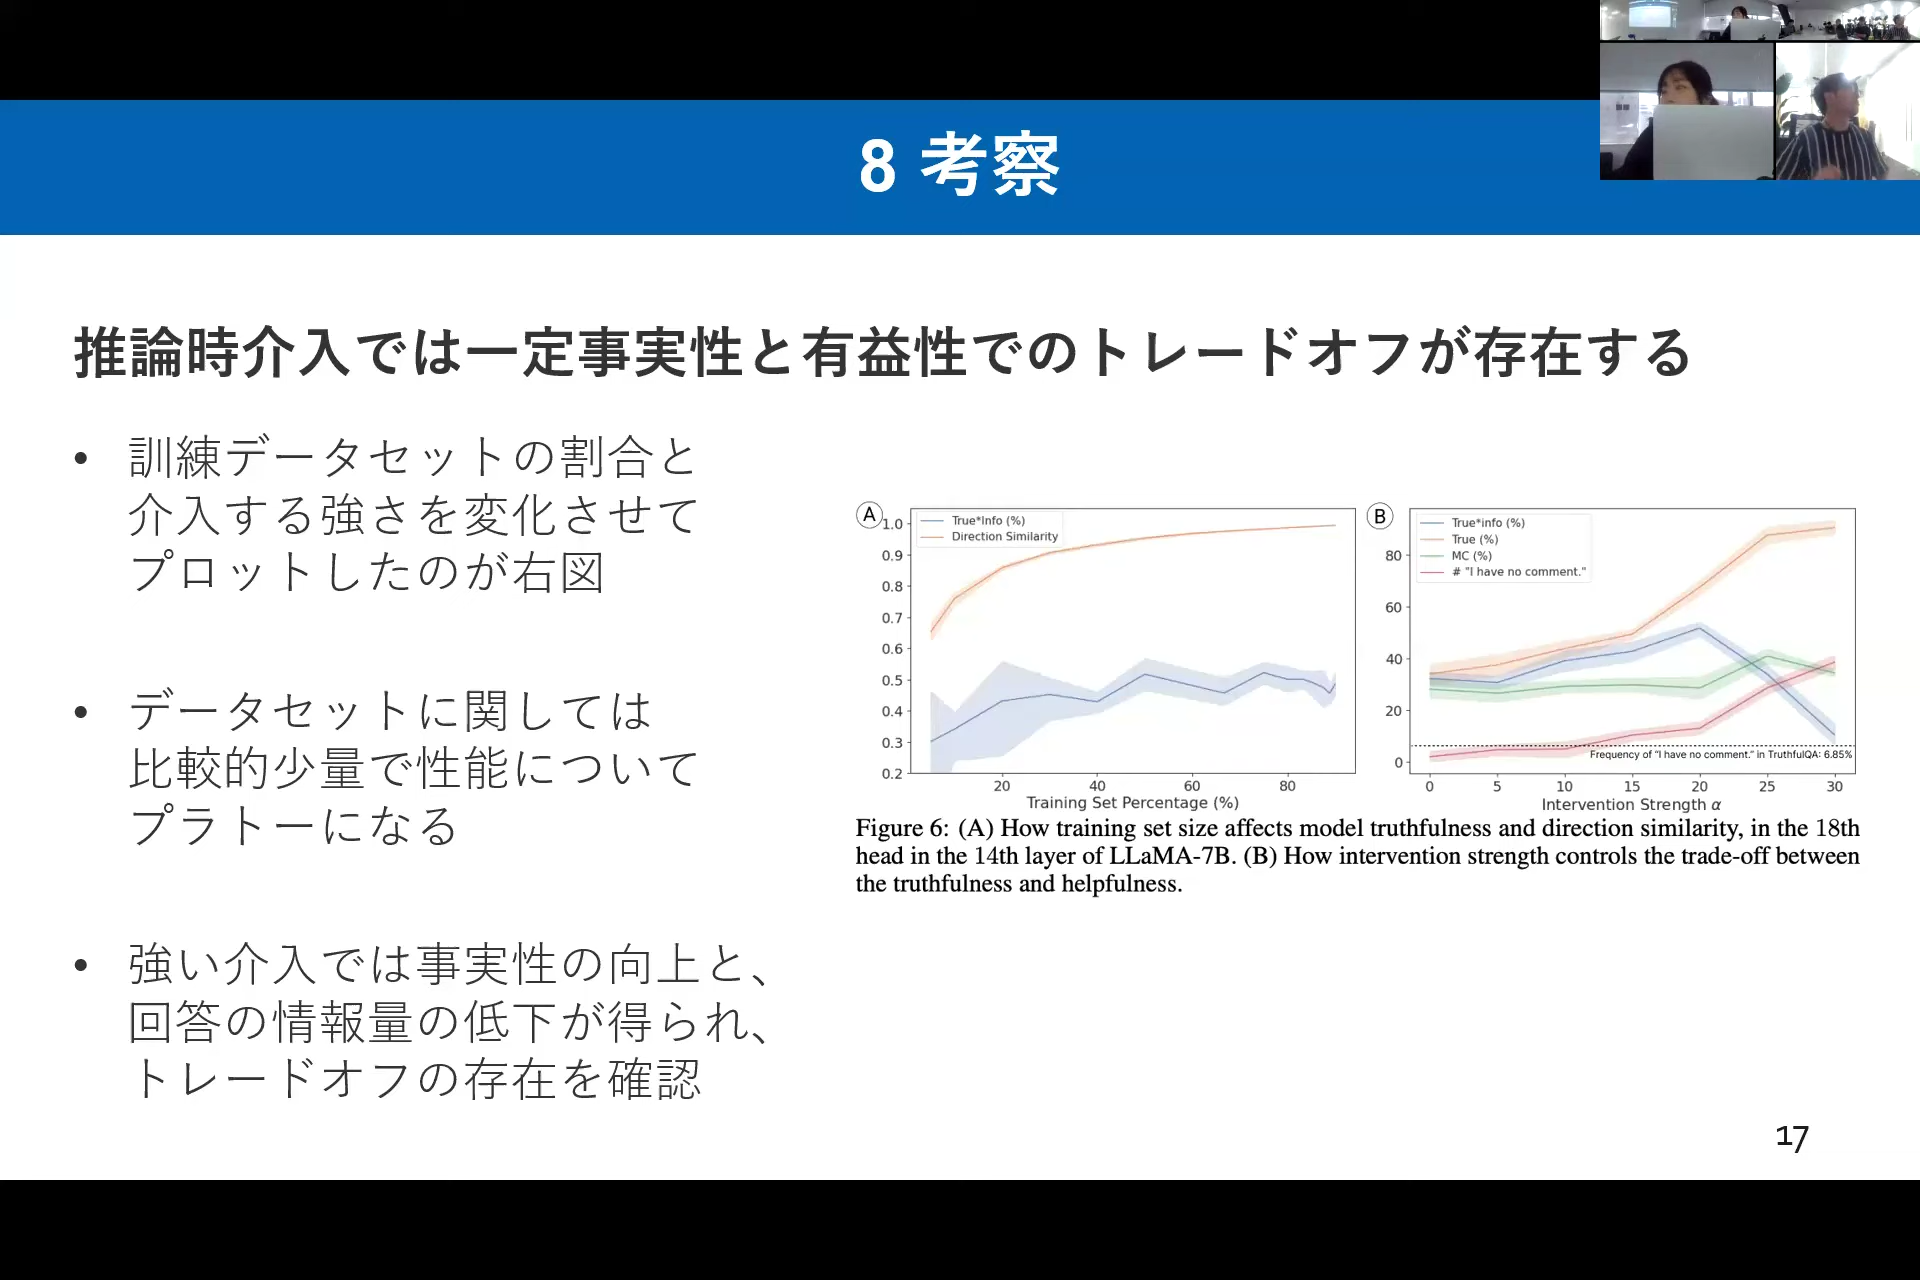 8 考察
推論時介入では一定事実性と有益性でのトレードオフが存在する
• 訓練データセットの割合と
介入する強さを変化させて
プロットしたのが右図
• データセットに関しては
比較的少量で性能について
プラトーになる
• 強い介入では事実性の向上と、
回答の情報量の低下が得られ、
トレードオフの存在を確認
A
True*Info (%)
Direction Similarity
1.0
0.9
0.8
0.7
0.6
0.5
0.4
0.3
0.2
20 40 60 80
Training Set Percentage (%)
B
True*info (%)
True (%)
MC (%)
# "I have no comment."
80
60
40
20
0
Frequency of "I have no comment." in TruthfulQA: 6.85%
0 5 10 15 20 25 30
Intervention Strength α
Figure 6: (A) How training set size affects model truthfulness and direction similarity, in the 18th
head in the 14th layer of LLaMA-7B. (B) How intervention strength controls the trade-off between
the truthfulness and helpfulness.
17